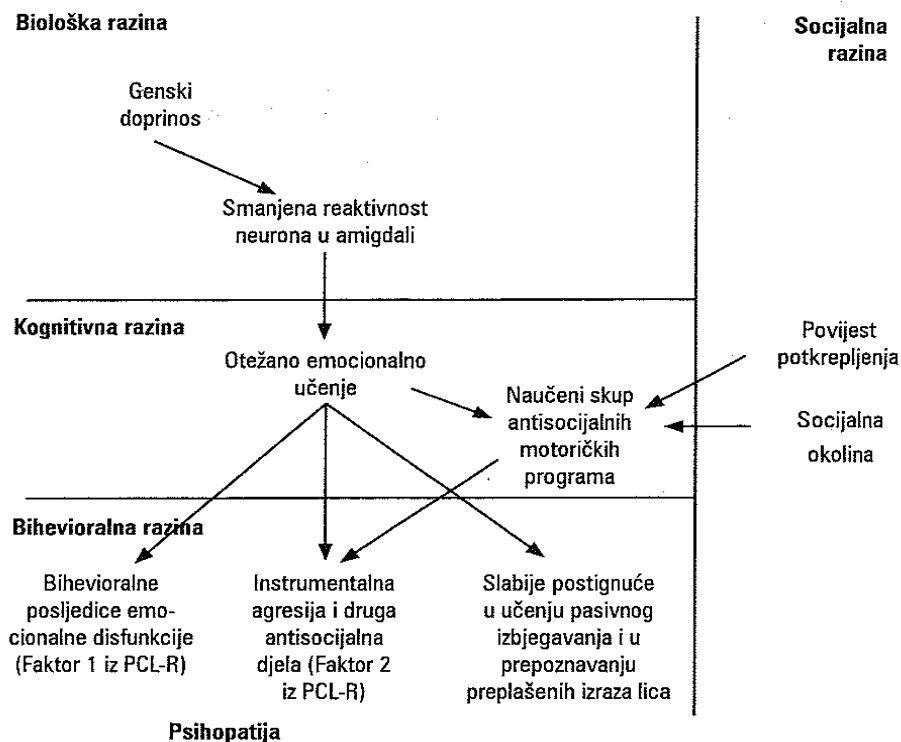 Biološka razina
Socijalna
razina
Genski
doprinos
Smanjena reaktivnost
neurona u amigdali
Kognitivna razina
Otežano emocionalno
učenje
Naučeni skup
antisocijalnih
motoričkih
programa
Povijest
potkrepljenja
Socijalna
okolina
Bihevioralna razina
Bihevioralne
posljedice emo-
cionalne disfunkcije
(Faktor 1 iz PCL-R)
Instrumentalna
agresija i druga
antisocijalna
djela (Faktor 2
iz PCL-R)
Slabije postignuće
u učenju pasivnog
izbjegavanja i u
prepoznavanju
preplašenih izraza lica
Psihopatija